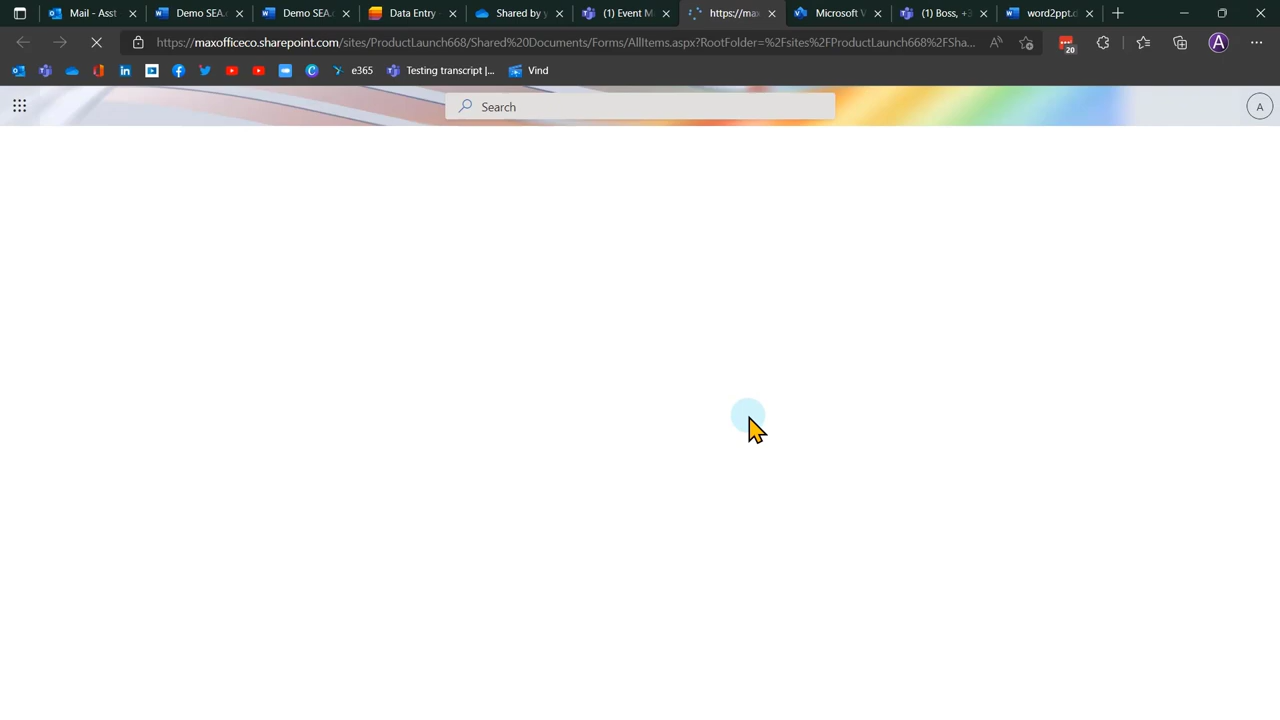 Mail - Asst
Demo SEA.
Demo SEA.
Data Entry -
Shared by y
(1) Event M
https://max
Microsoft V
(1) Boss, +3
word2ppt.d
https://maxofficeco.sharepoint.com/sites/ProductLaunch668/Shared%20Documents/Forms/AllItems.aspx?RootFolder=%2Fsites%2FProductLaunch668%2FSha...
20
A
e365
Testing transcript |...
Vind
Search
A